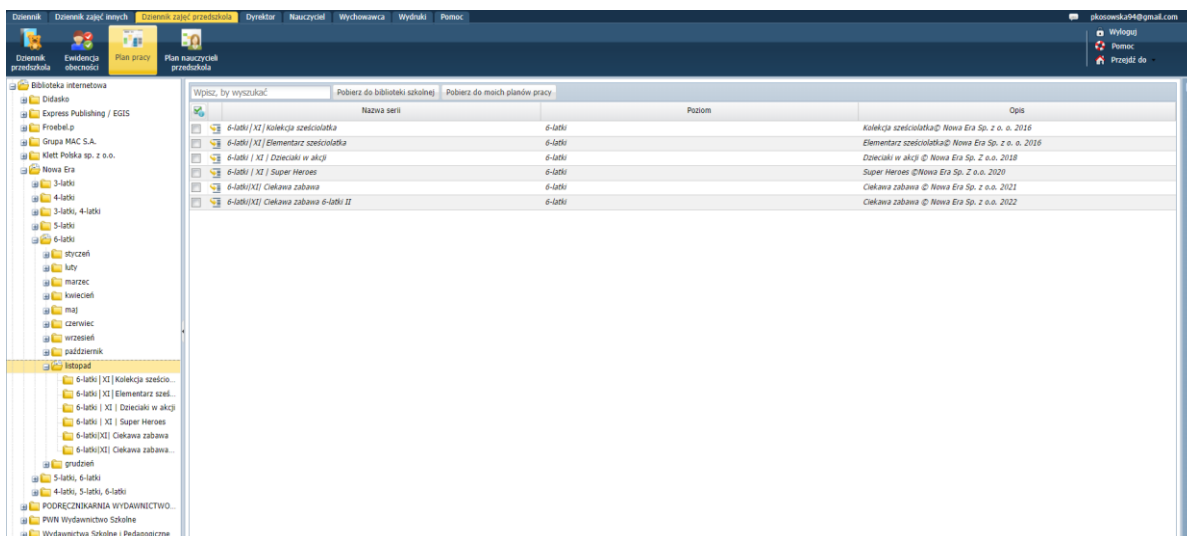 Dziennik Dziennik zajęć innych Dziennik zajęć przedszkola Dyrektor Nauczyciel Wychowawca Wydruki Pomoc pkosowska94@gmail.com
Dziennik przedszkola
Ewidencja obecności
Plan pracy
Plan nauczycieli przedszkola
Wyloguj
Pomoc
Przejdź do
Biblioteka internetowa
Didasko
Express Publishing / EGIS
Froebel.p
Grupa MAC S.A.
Klett Polska sp. z o.o.
Nowa Era
3-latki
4-latki
3-latki, 4-latki
5-latki
6-latki
styczeń
luty
marzec
kwiecień
maj
czerwiec
wrzesień
październik
listopad
6-latki | XI | Kolekcja sześcio...
6-latki | XI | Elementarz sześ...
6-latki | XI | Dzieciaki w akcji
6-latki | XI | Super Heroes
6-latki|XI| Ciekawa zabawa
6-latki|XI| Ciekawa zabawa...
grudzień
5-latki, 6-latki
4-latki, 5-latki, 6-latki
PODRĘCZNIKARNIA WYDAWNICTWO...
PWN Wydawnictwo Szkolne
Wydawnictwa Szkolne i Pedagogiczne
Wpisz, by wyszukać Pobierz do biblioteki szkolnej Pobierz do moich planów pracy
Nazwa serii Poziom Opis
6-latki | XI | Kolekcja sześciolatka 6-latki Kolekcja sześciolatka© Nowa Era Sp. z o. o. 2016
6-latki | XI | Elementarz sześciolatka 6-latki Elementarz sześciolatka© Nowa Era Sp. z o. o. 2016
6-latki | XI | Dzieciaki w akcji 6-latki Dzieciaki w akcji © Nowa Era Sp. Z o.o. 2018
6-latki | XI | Super Heroes 6-latki Super Heroes ©Nowa Era Sp. Z o.o. 2020
6-latki|XI| Ciekawa zabawa 6-latki Ciekawa zabawa © Nowa Era Sp. z o.o. 2021
6-latki|XI| Ciekawa zabawa 6-latki II 6-latki Ciekawa zabawa © Nowa Era Sp. z o.o. 2022